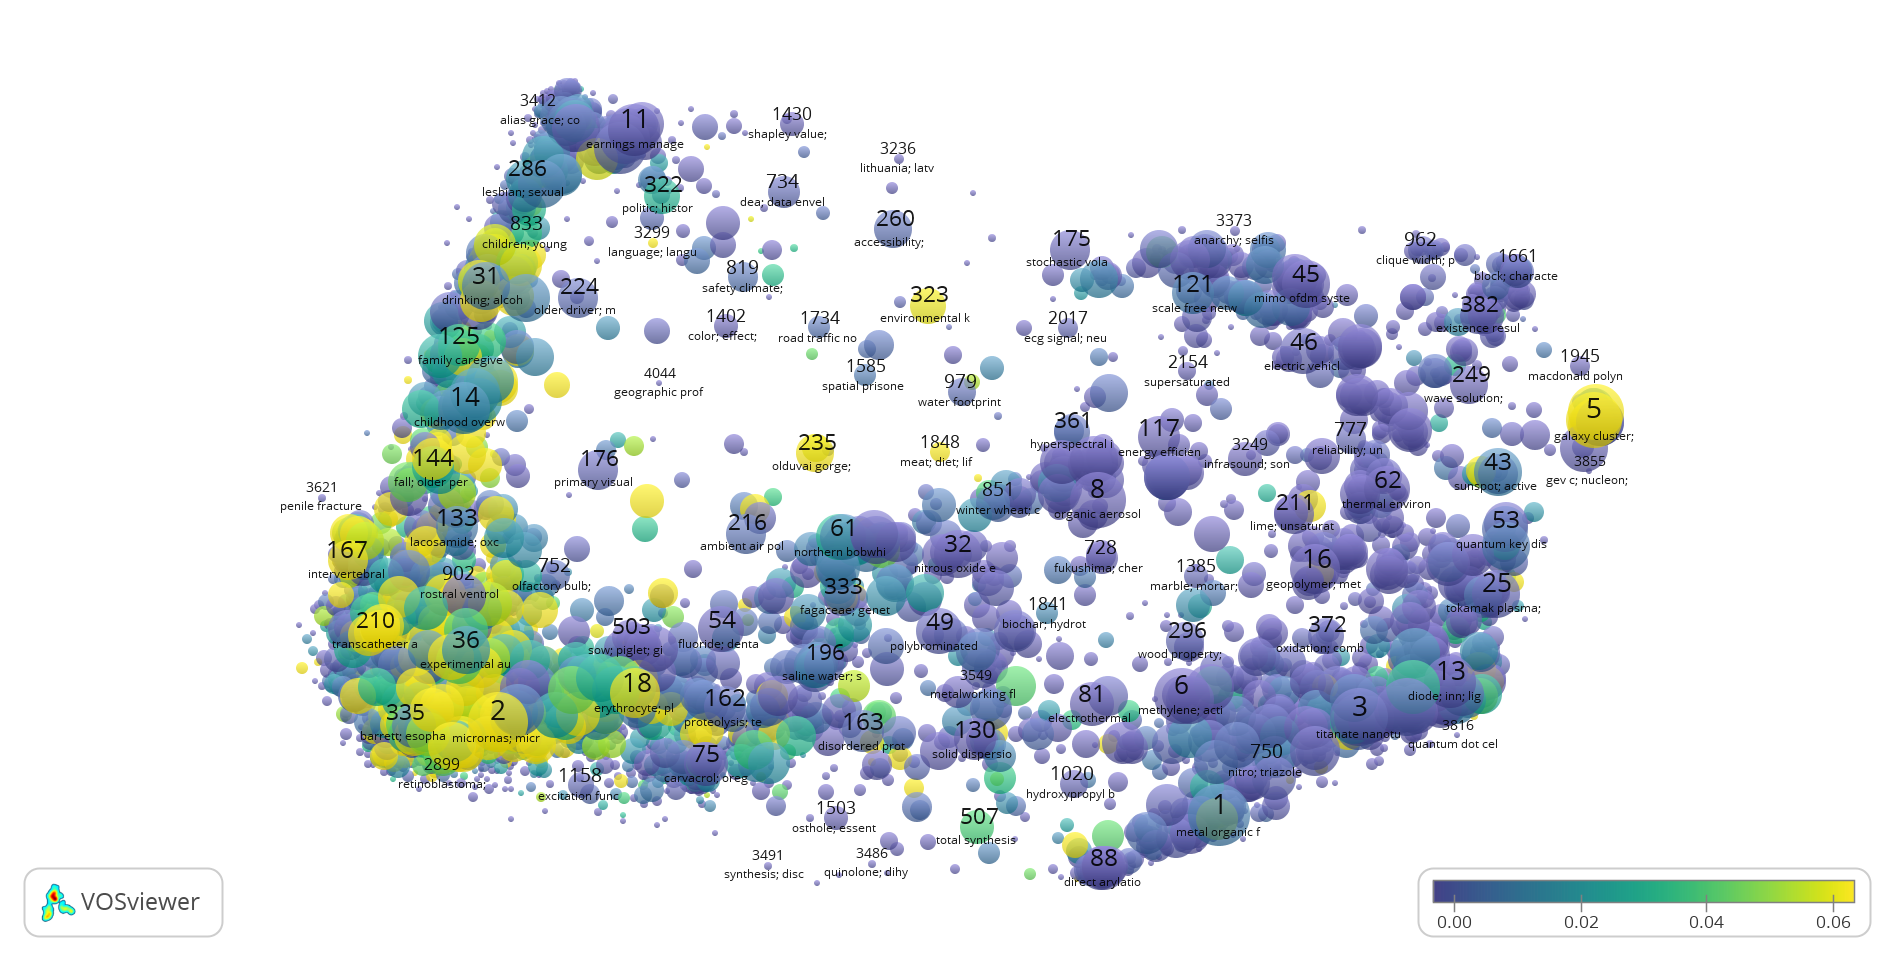 3412
alias grace; co
11
earnings manage
1430
shapley value;
3236
lithuania; latv
286
lesbian; sexual
322
politic; histor
734
dea; data envel
260
accessibility;
833
children; young
3299
language; langu
175
stochastic vola
3373
anarchy; selfis
962
clique width; p
1661
block; characte
31
drinking; alcoh
224
older driver; m
819
safety climate;
323
environmental k
121
scale free netw
45
mimo ofdm syste
382
existence resul
125
family caregive
1402
color; effect;
1734
road traffic no
2017
ecg signal; neu
46
electric vehicl
1945
macdonald polyn
14
childhood overw
4044
geographic prof
1585
spatial prisone
979
water footprint
2154
supersaturated
249
wave solution;
5
galaxy cluster;
144
fall; older per
176
primary visual
235
olduvai gorge;
1848
meat; diet; lif
361
hyperspectral i
117
energy efficien
3249
infrasound; son
777
reliability; un
43
sunspot; active
3855
gev c; nucleon;
3621
penile fracture
133
lacosamide; oxc
216
ambient air pol
61
northern bobwhi
851
winter wheat; c
8
organic aerosol
211
lime; unsaturat
62
thermal environ
53
quantum key dis
167
intervertebral
902
rostral ventrol
752
olfactory bulb;
333
fagaceae; genet
32
nitrous oxide e
728
fukushima; cher
1385
marble; mortar;
16
geopolymer; met
25
tokamak plasma;
210
transcatheter a
36
experimental au
503
sow; piglet; gi
54
fluoride; denta
196
saline water; s
49
polybrominated
1841
biochar; hydrot
296
wood property;
372
oxidation; comb
335
barrett; esopha
2
micrornas; micr
18
erythrocyte; pl
162
proteolysis; te
163
disordered prot
3549
metalworking fl
81
electrothermal
6
methylene; acti
3
titanate nanotu
13
diode; inn; lig
3816
quantum dot cel
2899
retinoblastoma;
1158
excitation func
75
carvacrol; oreg
130
solid dispersio
1020
hydroxypropyl b
750
nitro; triazole
1503
osthole; essent
507
total synthesis
1
metal organic f
3491
synthesis; disc
3486
quinolone; dihy
88
direct arylatio
VOSviewer
0.00 0.02 0.04 0.06